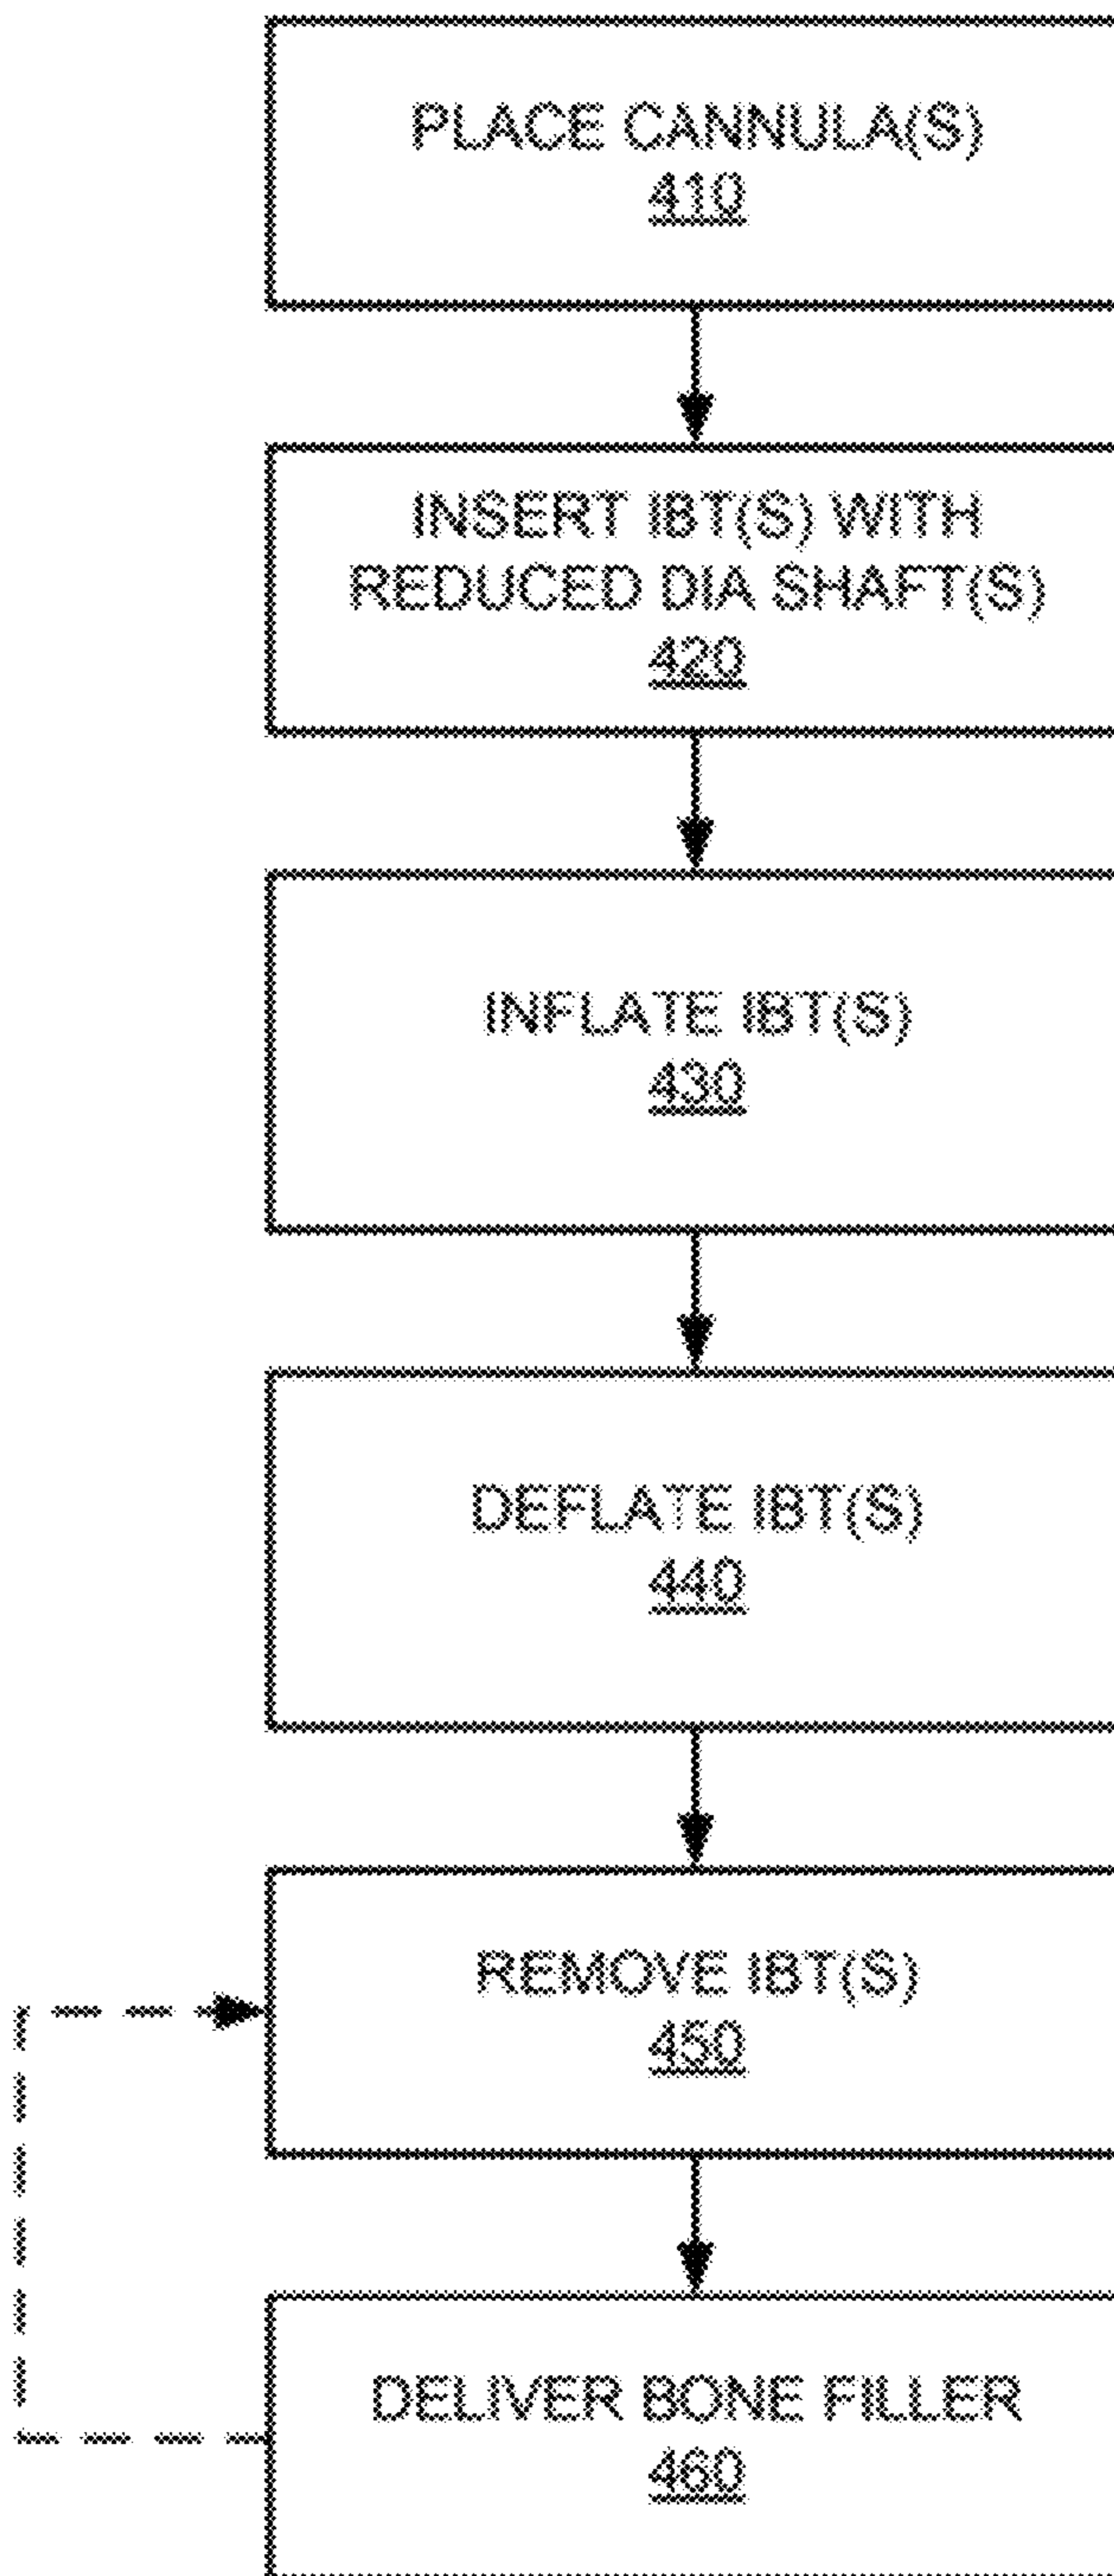 PLACE CANNULA(S)
410
INSERT IBT(S) WITH
REDUCED DIA SHAFT(S)
420
INFLATE IBT(S)
430
DEFLATE IBT(S)
440
REMOVE IBT(S)
450
DELIVER BONE FILLER
460